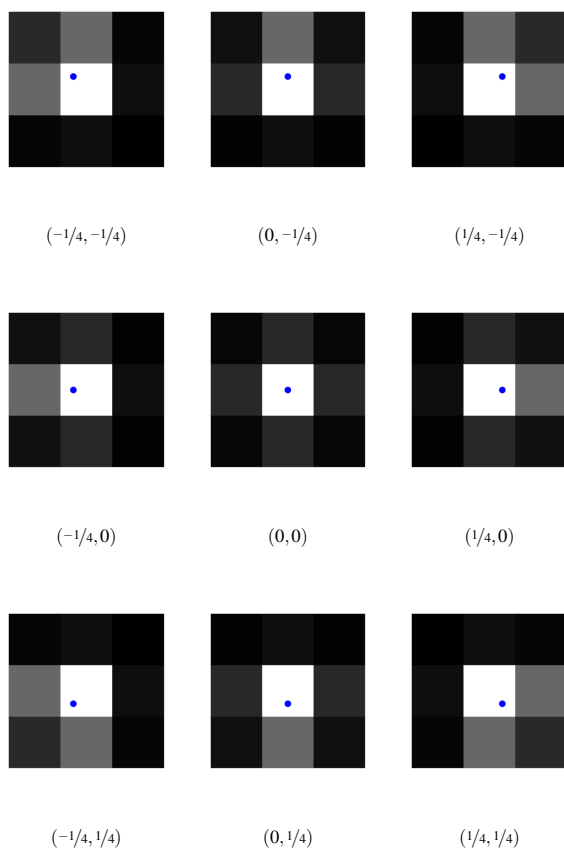 (−1/4, −1/4) (0, −1/4) (1/4, −1/4)
(−1/4, 0) (0, 0) (1/4, 0)
(−1/4, 1/4) (0, 1/4) (1/4, 1/4)